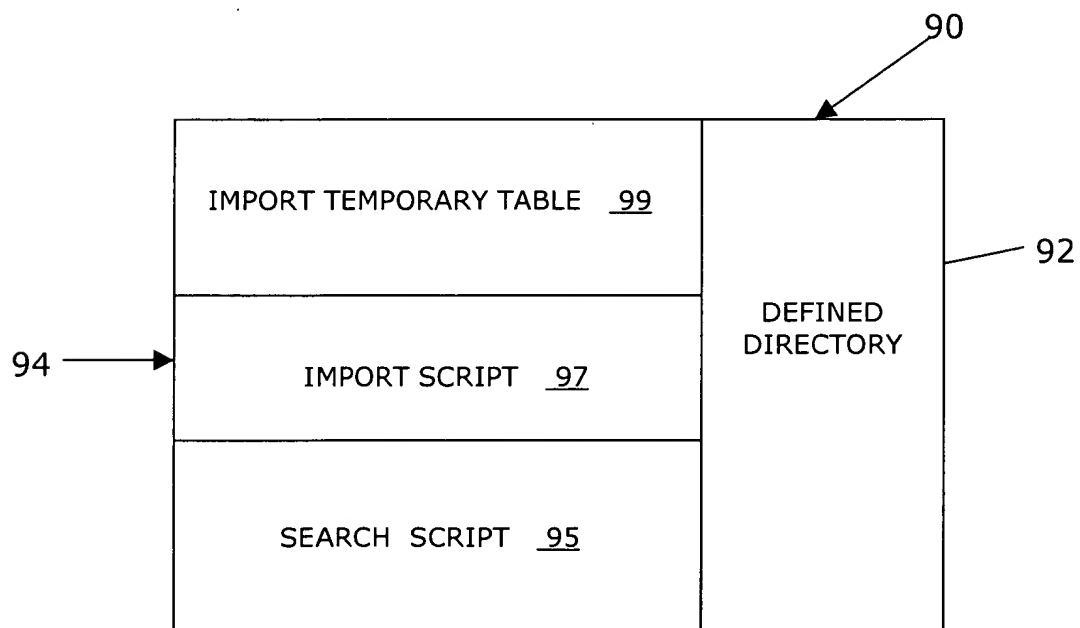 90
IMPORT TEMPORARY TABLE 99
92
DEFINED
DIRECTORY
94
IMPORT SCRIPT 97
SEARCH SCRIPT 95